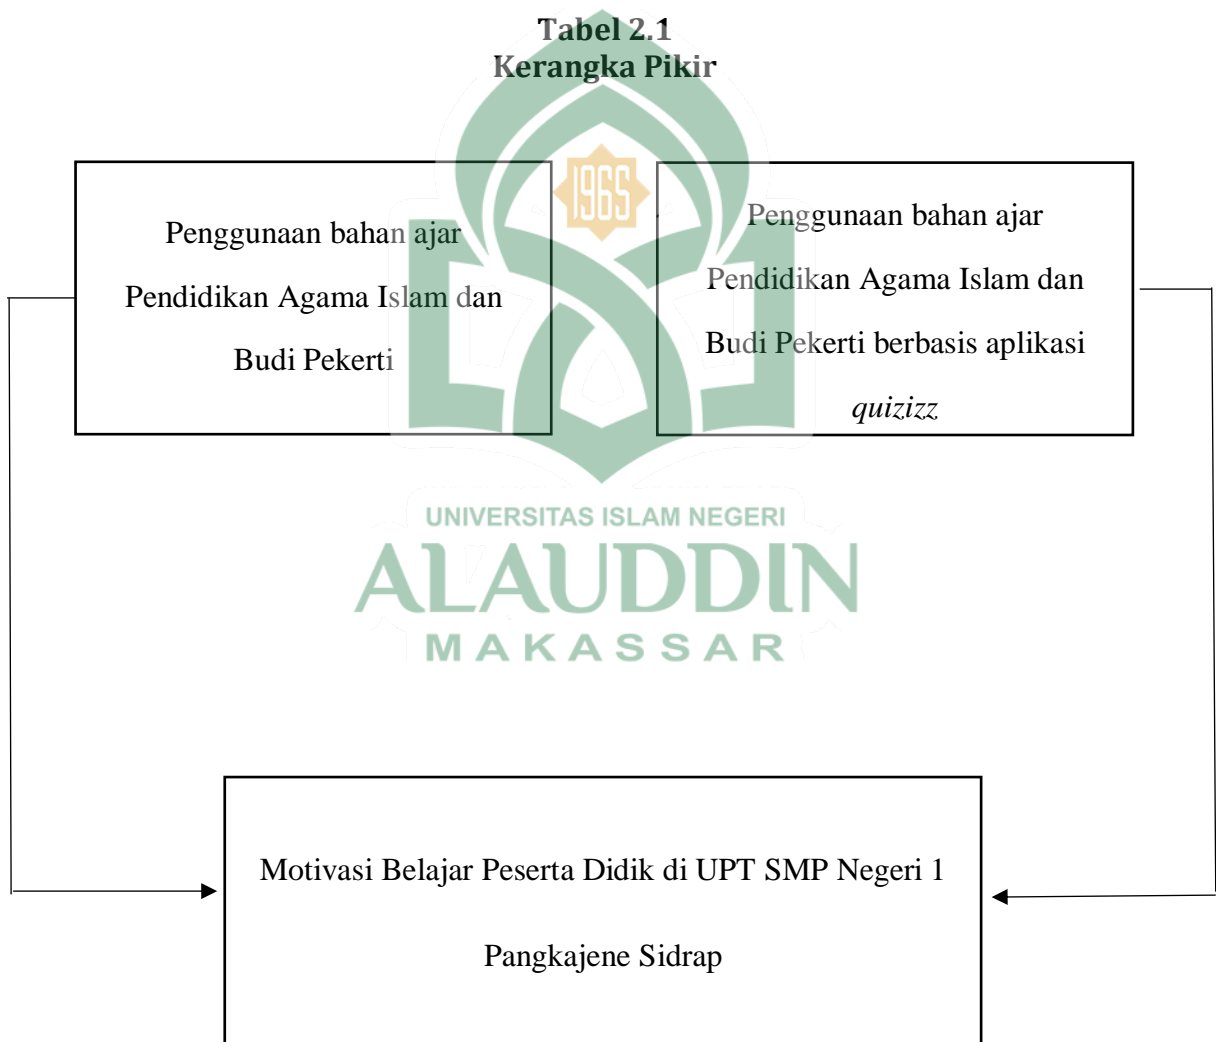 Tabel 2.1
Kerangka Pikir
1965
Penggunaan bahan ajar
Pendidikan Agama Islam dan
Budi Pekerti
Penggunaan bahan ajar
Pendidikan Agama Islam dan
Budi Pekerti berbasis aplikasi
quizizz
UNIVERSITAS ISLAM NEGERI
ALAUDDIN
MAKASSAR
Motivasi Belajar Peserta Didik di UPT SMP Negeri 1
Pangkajene Sidrap